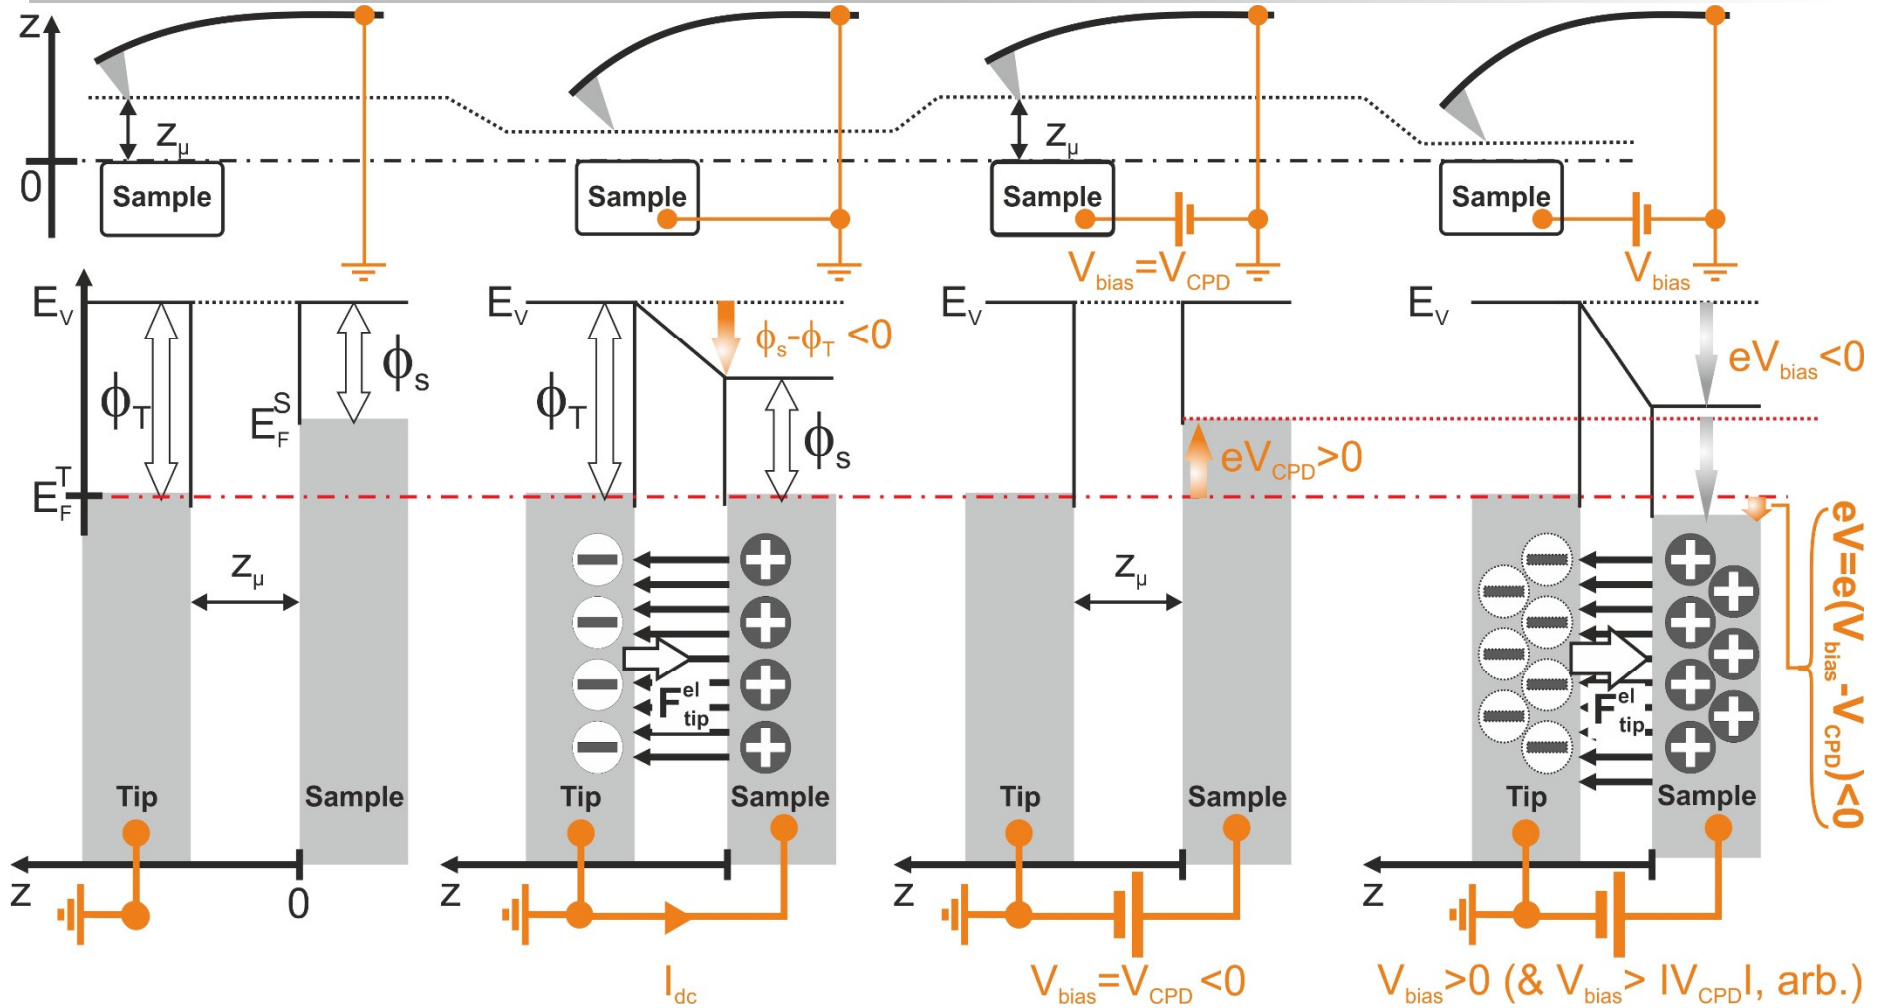 z
0
z_μ
Sample
Sample
z_μ
Sample
V_bias=V_CPD
Sample
V_bias
E_V
ϕ_T
E_F^S
ϕ_s
E_F^T
z_μ
Tip
Sample
z
0
E_V
ϕ_T
ϕ_s-ϕ_T <0
ϕ_s
F_tip^el
Tip
Sample
z
I_dc
E_V
eV_CPD>0
z_μ
Tip
Sample
z
V_bias=V_CPD <0
E_V
eV_bias<0
F_tip^el
eV=e(V_bias-V_CPD)<0
Tip
Sample
z
V_bias>0 (& V_bias> |V_CPD|, arb.)